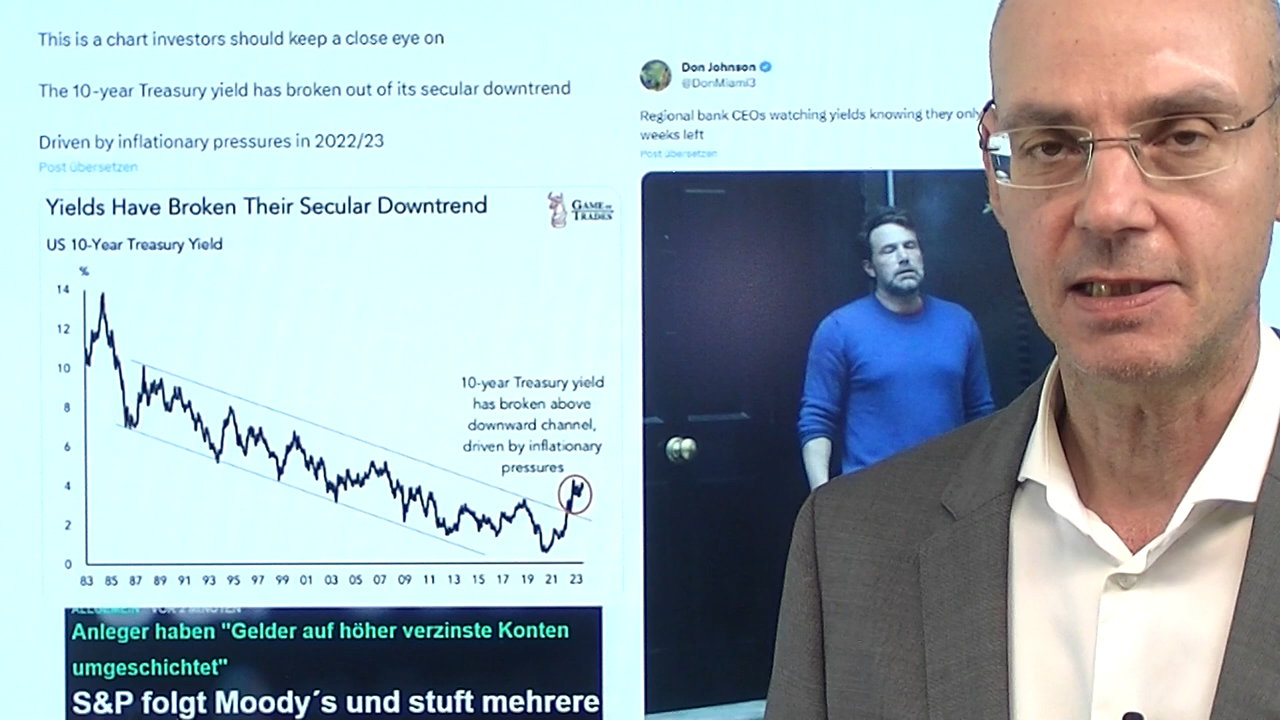 This is a chart investors should keep a close eye on
The 10-year Treasury yield has broken out of its secular downtrend
Driven by inflationary pressures in 2022/23
Post übersetzen
Yields Have Broken Their Secular Downtrend
GAME OF
TRADES
US 10-Year Treasury Yield
%
14
12
10
8
6
4
2
0
10-year Treasury yield
has broken above
downward channel,
driven by inflationary
pressures
83 85 87 89 91 93 95 97 99 01 03 05 07 09 11 13 15 17 19 21 23
ALLGEMEIN VOR 2 MINUTEN
Anleger haben "Gelder auf höher verzinste Konten
umgeschichtet"
S&P folgt Moody´s und stuft mehrere
Don Johnson
@DonMiami3
Regional bank CEOs watching yields knowing they only
weeks left
Post übersetzen